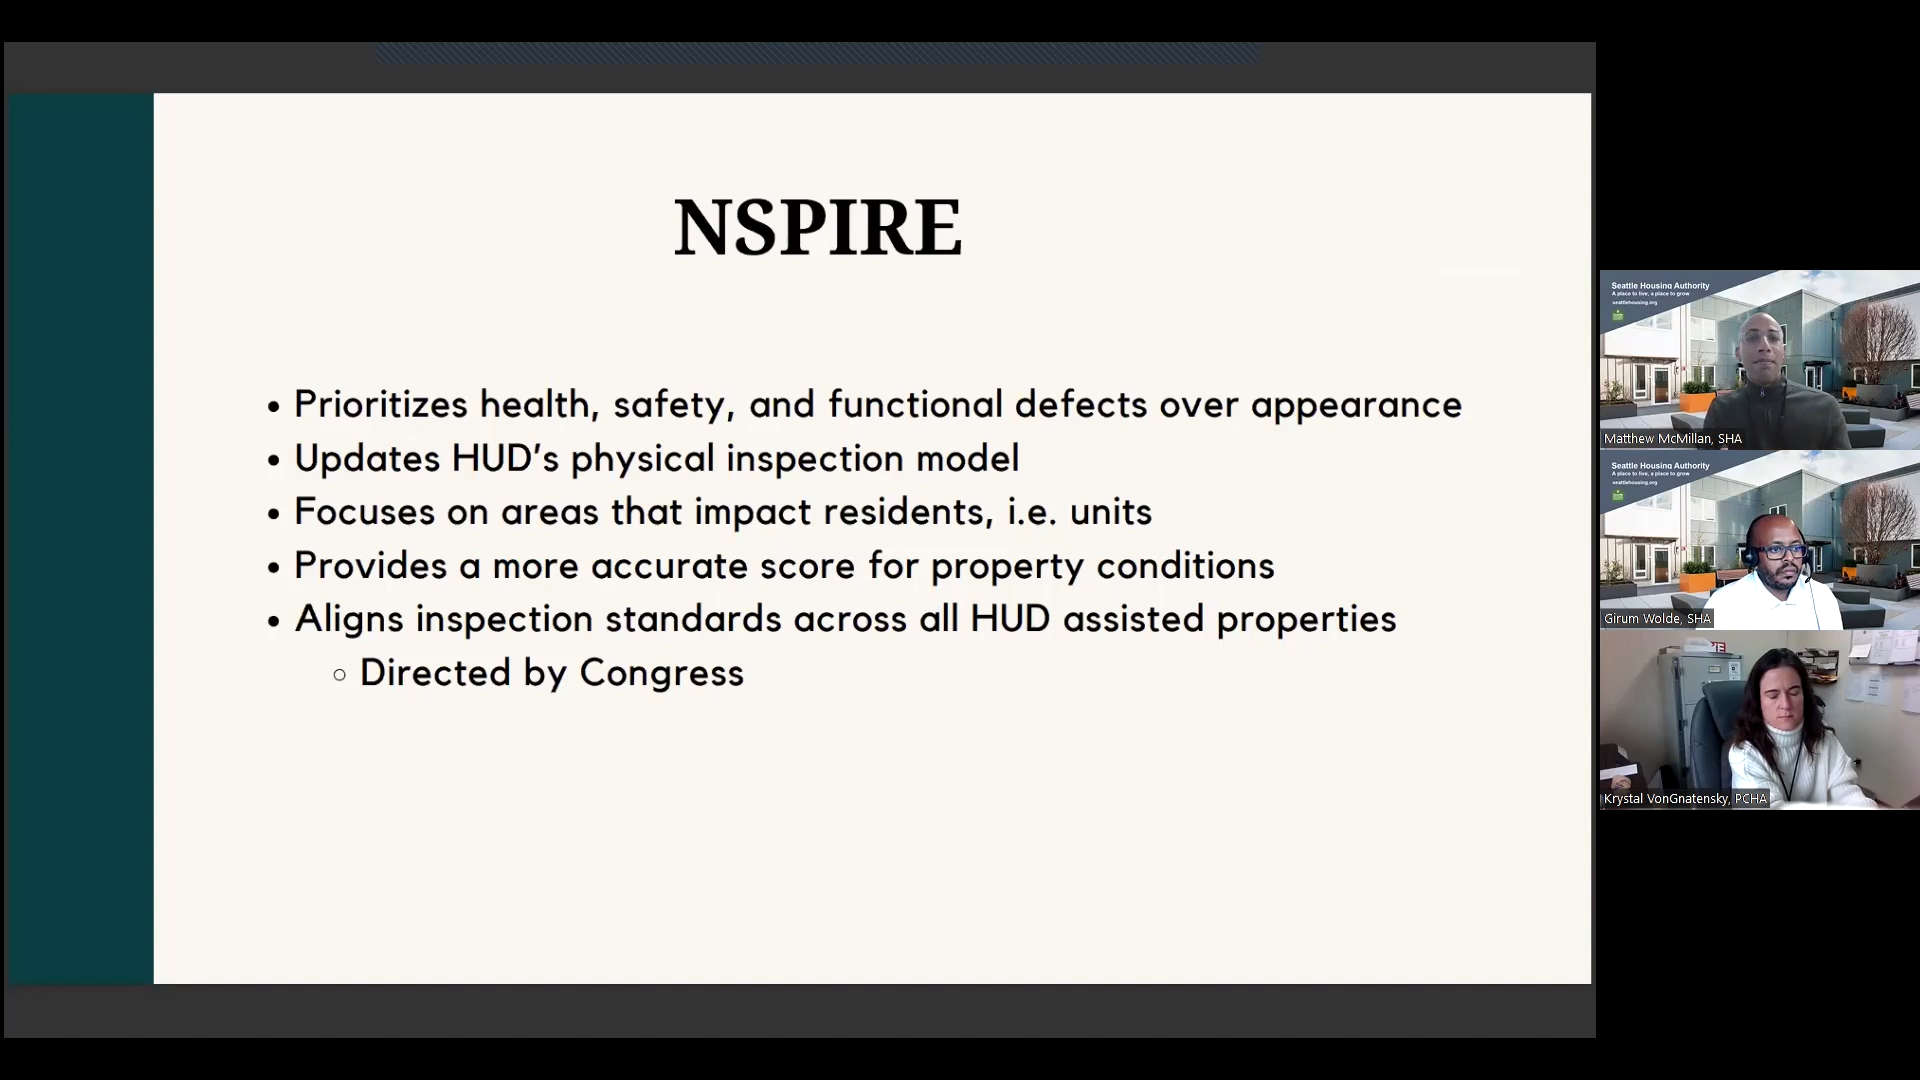 NSPIRE
• Prioritizes health, safety, and functional defects over appearance
• Updates HUD’s physical inspection model
• Focuses on areas that impact residents, i.e. units
• Provides a more accurate score for property conditions
• Aligns inspection standards across all HUD assisted properties
○ Directed by Congress
Seattle Housing Authority
A place to live, a place to grow
seattlehousing.org
Matthew McMillan, SHA
Seattle Housing Authority
A place to live, a place to grow
seattlehousing.org
Girum Wolde, SHA
Krystal VonGnatensky, PCHA